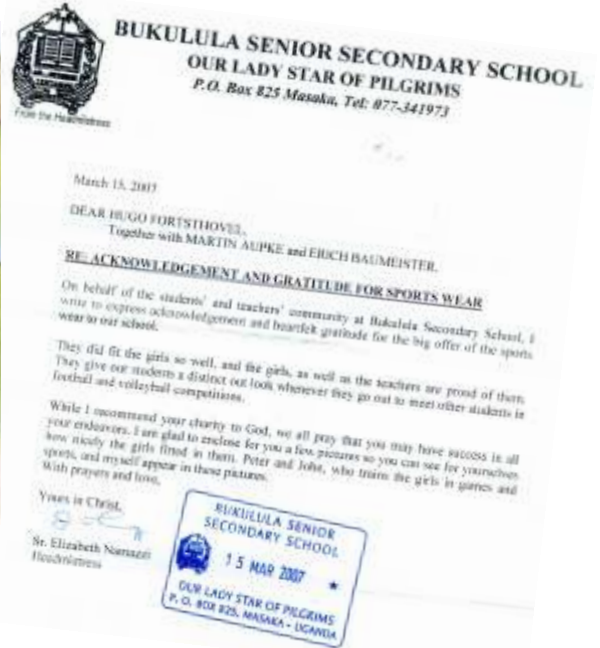 BUKULULA SENIOR SECONDARY SCHOOL
OUR LADY STAR OF PILGRIMS
P.O. Box 825 Masaka, Tel: 077-341973
From the Headmistress
March 15, 2007
DEAR HUGO FORTSTHOVEL,
Together with MARTIN AUPKE and ERICH BAUMEISTER,
RE: ACKNOWLEDGEMENT AND GRATITUDE FOR SPORTS WEAR
On behalf of the students' and teachers' community at Bukulula Secondary School, I
write to express acknowledgement and heartfelt gratitude for the big offer of the sports
wear to our school.
They did fit the girls so well, and the girls, as well as the teachers are proud of them.
They give our students a distinct out look whenever they go out to meet other students in
football and volleyball competitions.
While I recommend your charity to God, we all pray that you may have success in all
your endeavors. I am glad to enclose for you a few pictures so you can see for yourselves
how nicely the girls fitted in them. Peter and John, who trains the girls in games and
sports, and myself appear in these pictures.
With prayers and love,
Yours in Christ,
Sr. Elizabeth
Headmistress
BUKULULA SENIOR
SECONDARY SCHOOL
15 MAR 2007
OUR LADY STAR OF PILGRIMS
P. O. BOX 825, MASAKA - UGANDA